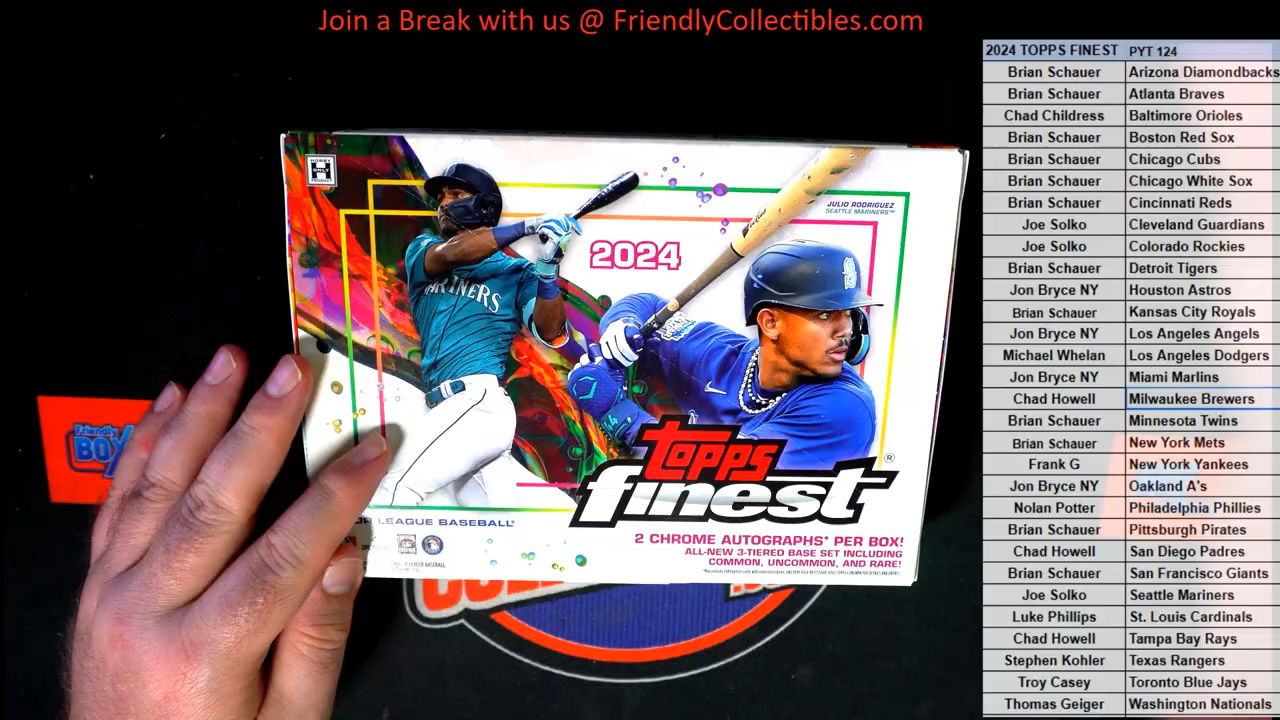 Join a Break with us @ FriendlyCollectibles.com
2024 TOPPS FINEST PYT 124
Brian Schauer Arizona Diamondbacks
Brian Schauer Atlanta Braves
Chad Childress Baltimore Orioles
Brian Schauer Boston Red Sox
Brian Schauer Chicago Cubs
Brian Schauer Chicago White Sox
Brian Schauer Cincinnati Reds
Joe Solko Cleveland Guardians
Joe Solko Colorado Rockies
Brian Schauer Detroit Tigers
Jon Bryce NY Houston Astros
Brian Schauer Kansas City Royals
Jon Bryce NY Los Angeles Angels
Michael Whelan Los Angeles Dodgers
Jon Bryce NY Miami Marlins
Chad Howell Milwaukee Brewers
Brian Schauer Minnesota Twins
Brian Schauer New York Mets
Frank G New York Yankees
Jon Bryce NY Oakland A's
Nolan Potter Philadelphia Phillies
Brian Schauer Pittsburgh Pirates
Chad Howell San Diego Padres
Brian Schauer San Francisco Giants
Joe Solko Seattle Mariners
Luke Phillips St. Louis Cardinals
Chad Howell Tampa Bay Rays
Stephen Kohler Texas Rangers
Troy Casey Toronto Blue Jays
Thomas Geiger Washington Nationals
HOBBY
H
ONLY
PRODUCT
JULIO RODRIGUEZ
SEATTLE MARINERS™
2024
MARINERS
TOPPS
finest®
LEAGUE BASEBALL®
2 CHROME AUTOGRAPHS* PER BOX!
ALL-NEW 3-TIERED BASE SET INCLUDING
COMMON, UNCOMMON, AND RARE!
Friendly
BOX